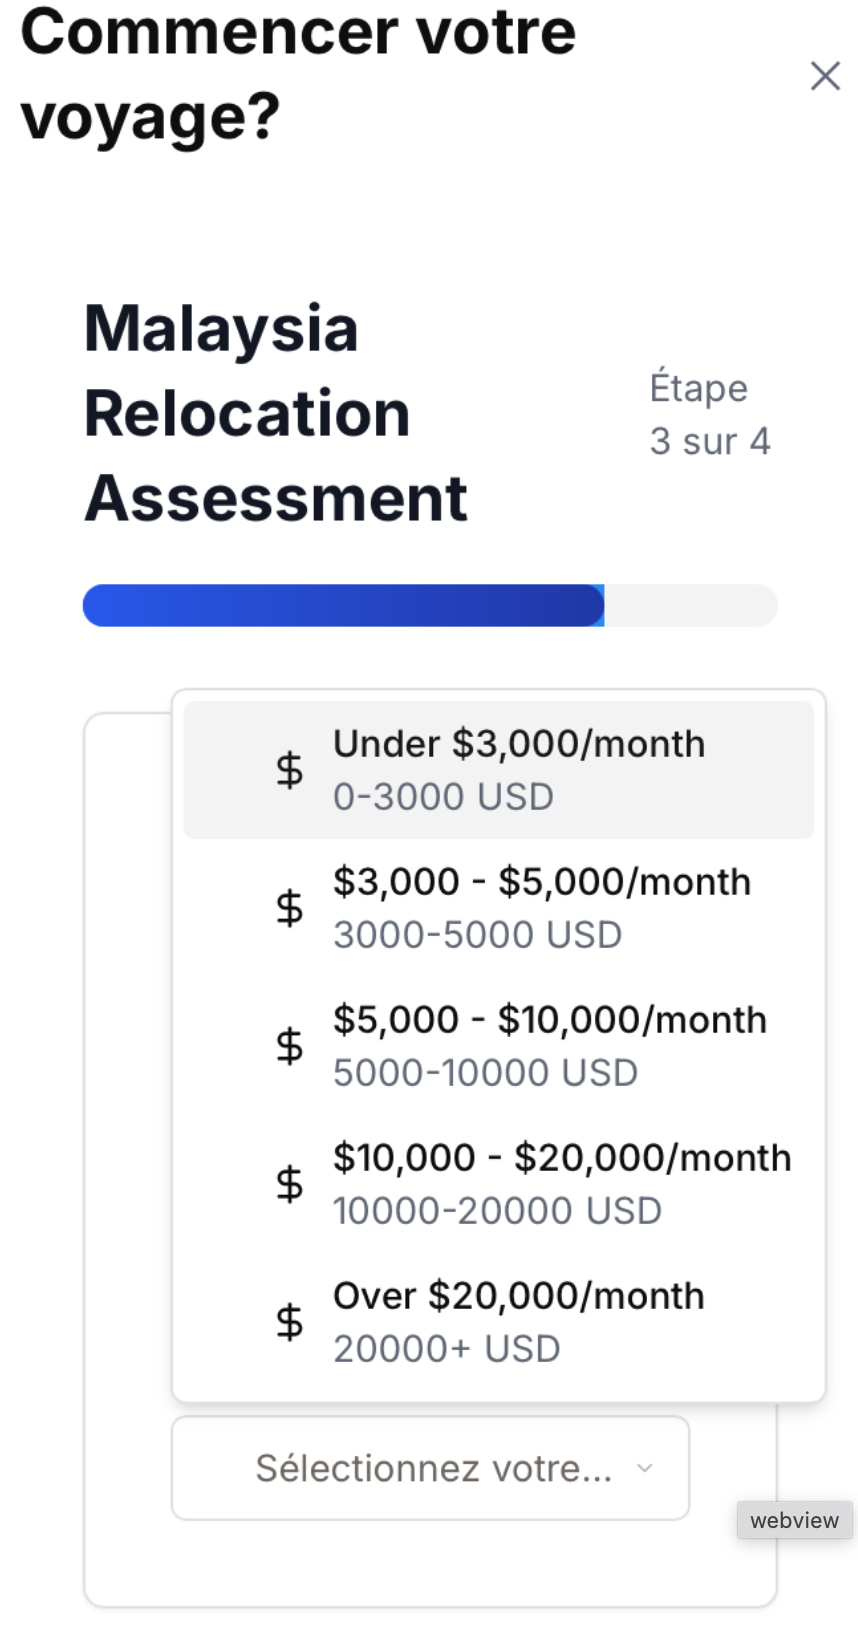 Commencer votre
voyage?
Malaysia
Relocation
Assessment
Étape
3 sur 4
$ Under $3,000/month
0-3000 USD
$ $3,000 - $5,000/month
3000-5000 USD
$ $5,000 - $10,000/month
5000-10000 USD
$ $10,000 - $20,000/month
10000-20000 USD
$ Over $20,000/month
20000+ USD
Sélectionnez votre...
webview